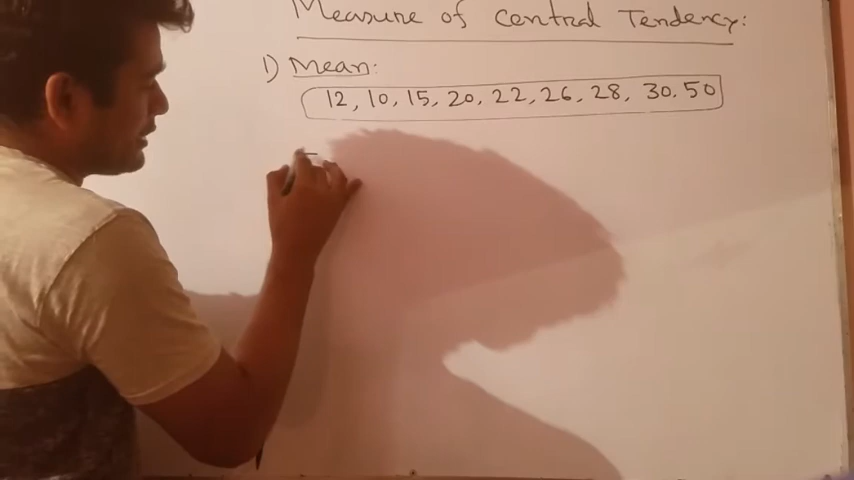 Measure of Central Tendency:
1) Mean:
12, 10, 15, 20, 22, 26, 28, 30. 50